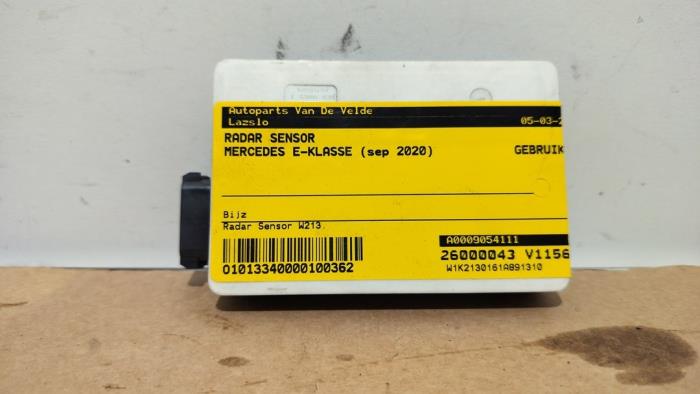 Autoparts Van De Velde
Lazslo 05-03-2
RADAR SENSOR
MERCEDES E-KLASSE (sep 2020) GEBRUIK
Bijz
Radar Sensor W213.
A0009054111
26000043 V1156
W1K2130161A891310
01013340000100362